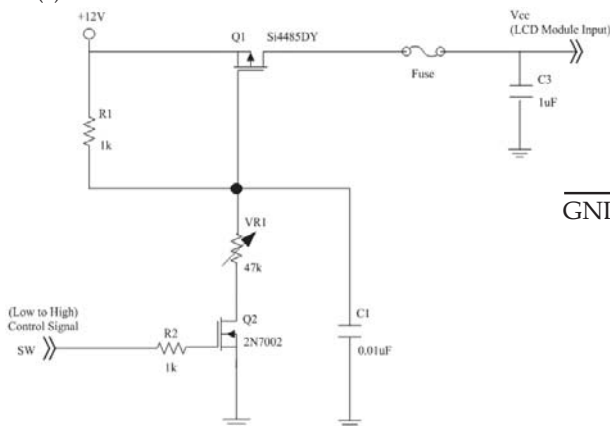 +12V
Q1
Si4485DY
Vcc
(LCD Module Input)
Fuse
C3
1uF
R1
1k
GND
VR1
47k
(Low to High)
Control Signal
SW
R2
1k
Q2
2N7002
C1
0.01uF